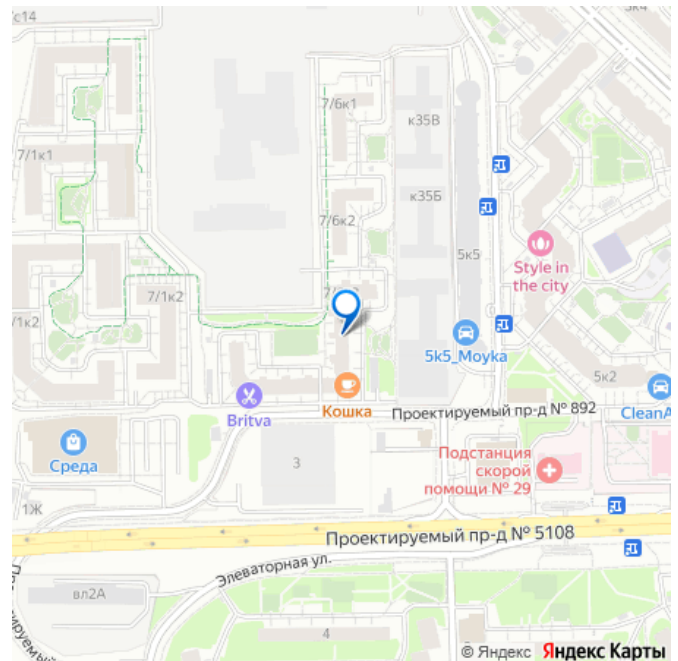 с14
5к4
7/6к1
к35В
7/1к1
к35Б
7/6к2
5к5
Style in
the city
7/1к2
/1к2
5k5_Moyka
5к2
Britva
Кошка
Проектируемый пр-д № 892
CleanA
Среда
3
Подстанция
скорой
помощи № 29
1Ж
Проектируемый пр-д № 5108
Элеваторная ул.
вл2А
4
© Яндекс Яндекс Карты